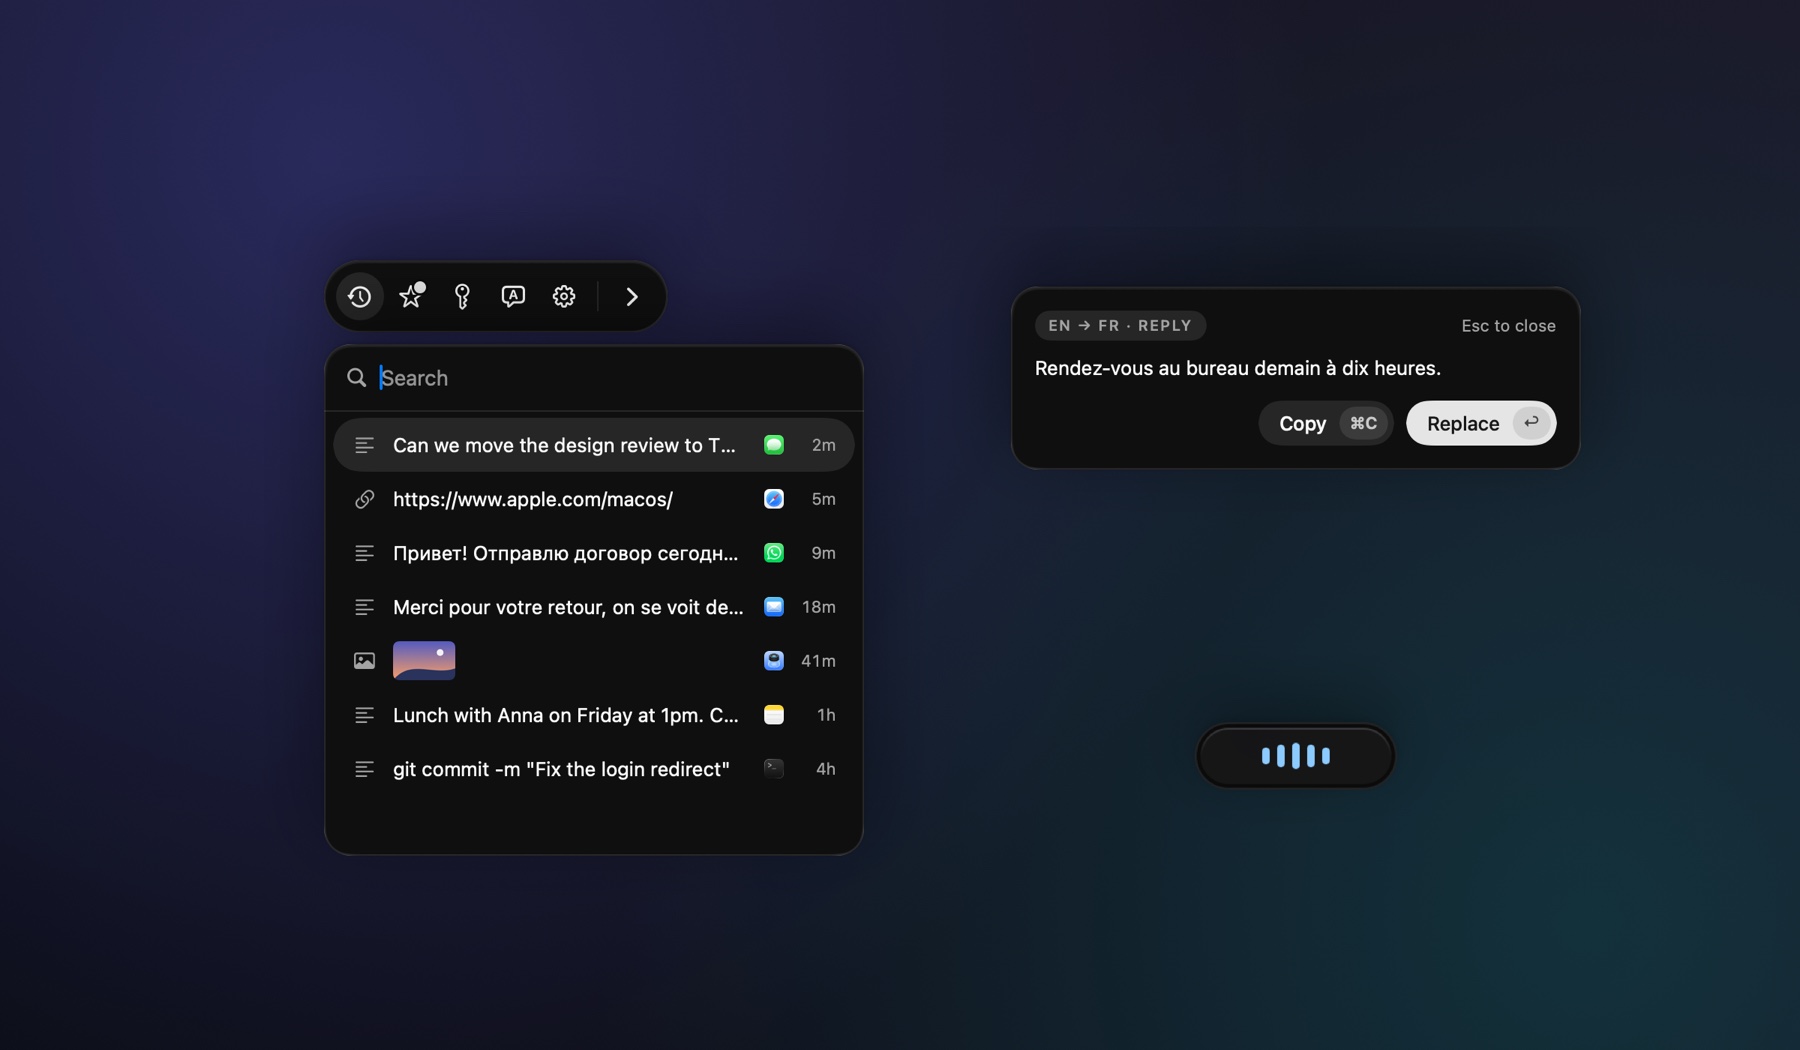 Search
Can we move the design review to T... 2m
https://www.apple.com/macos/ 5m
Привет! Отправлю договор сегодн... 9m
Merci pour votre retour, on se voit de... 18m
41m
Lunch with Anna on Friday at 1pm. C... 1h
git commit -m "Fix the login redirect" 4h
EN → FR · REPLY
Esc to close
Rendez-vous au bureau demain à dix heures.
Copy ⌘C
Replace ↩